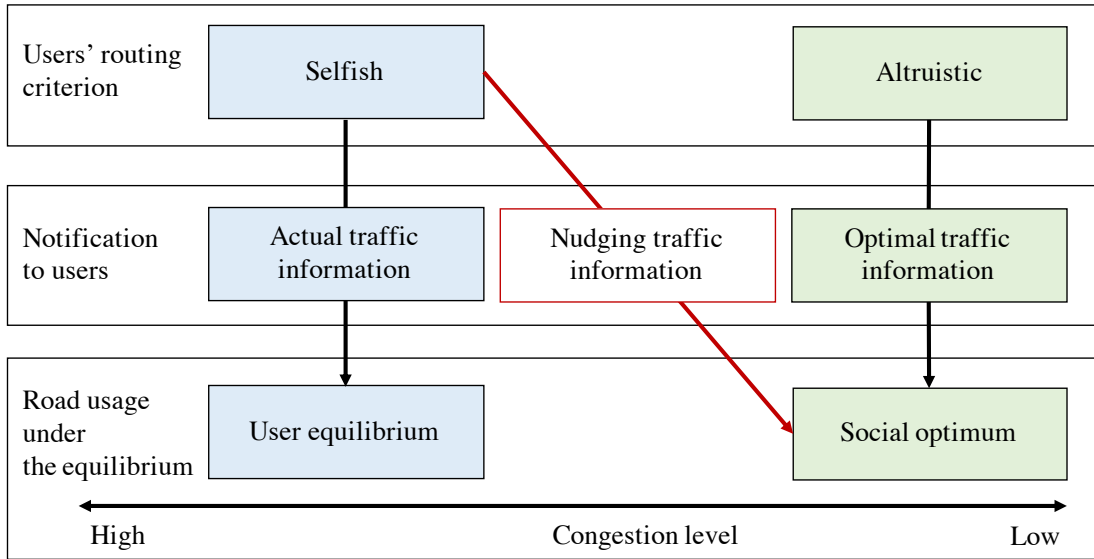 Users’ routing
criterion
Selfish
Altruistic
Notification
to users
Actual traffic
information
Nudging traffic
information
Optimal traffic
information
Road usage
under
the equilibrium
User equilibrium
Social optimum
High
Congestion level
Low